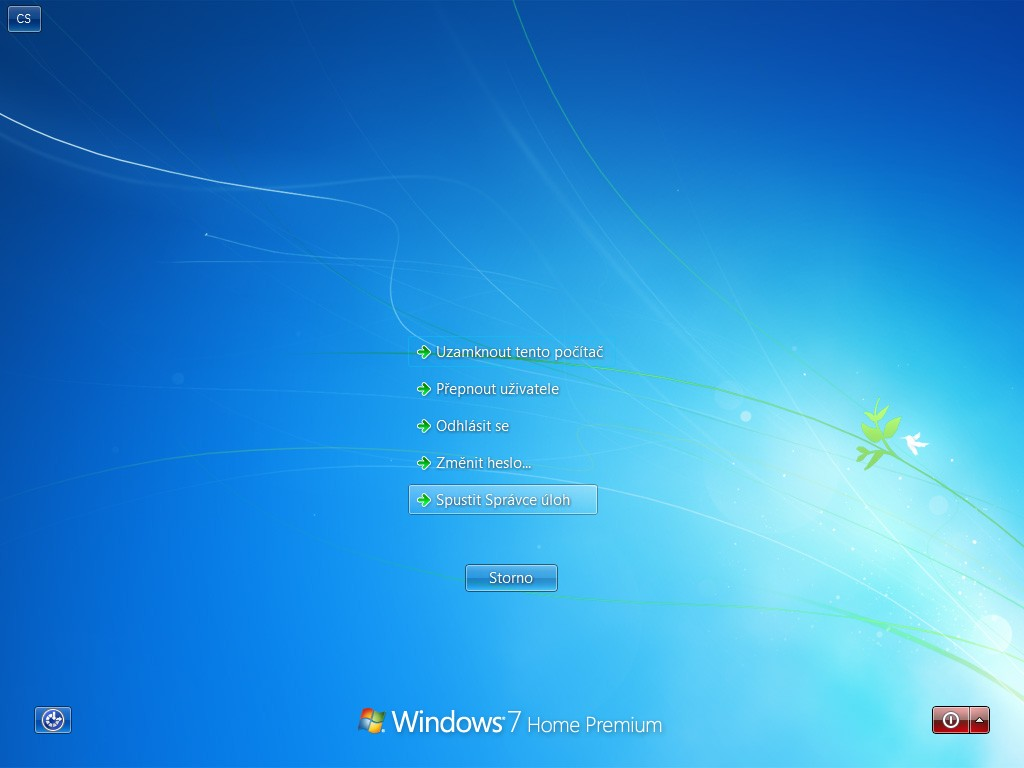 CS
Uzamknout tento počítač
Přepnout uživatele
Odhlásit se
Změnit heslo...
Spustit Správce úloh
Storno
Windows 7 Home Premium